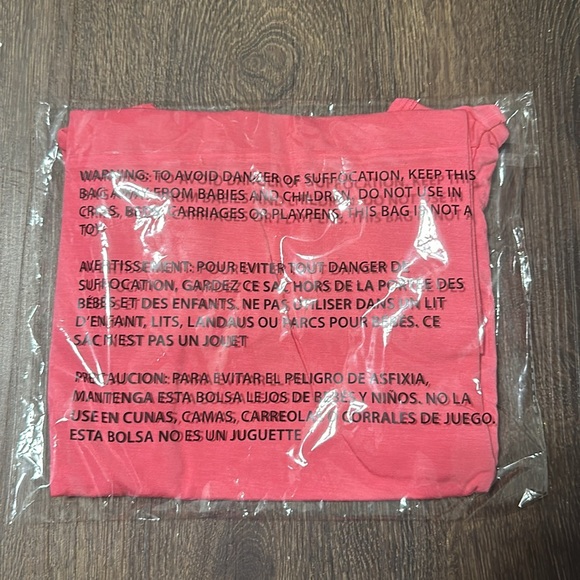 WARNING: TO AVOID DANGER OF SUFFOCATION, KEEP THIS
BAG AWAY FROM BABIES AND CHILDREN. DO NOT USE IN
CRIBS, BEDS, CARRIAGES OR PLAYPENS. THIS BAG IS NOT A
TOY
AVERTISSEMENT: POUR EVITER TOUT DANGER DE
SUFFOCATION, GARDEZ CE SAC HORS DE LA PORTEE DES
BÉBÉS ET DES ENFANTS. NE PAS UTILISER DANS UN LIT
D'ENFANT, LITS, LANDAUS OU PARCS POUR BÉBÉS. CE
SACH'EST PAS UN JOUET
PRECAUCION: PARA EVITAR EL PELIGRO DE ASFIXIA,
MANTENGA ESTA BOLSA LEJOS DE BEBES Y NIÑOS. NO LA
USE EN CUNAS, CAMAS, CARREOLAS O CORRALES DE JUEGO.
ESTA BOLSA NO ES UN JUGUETTE